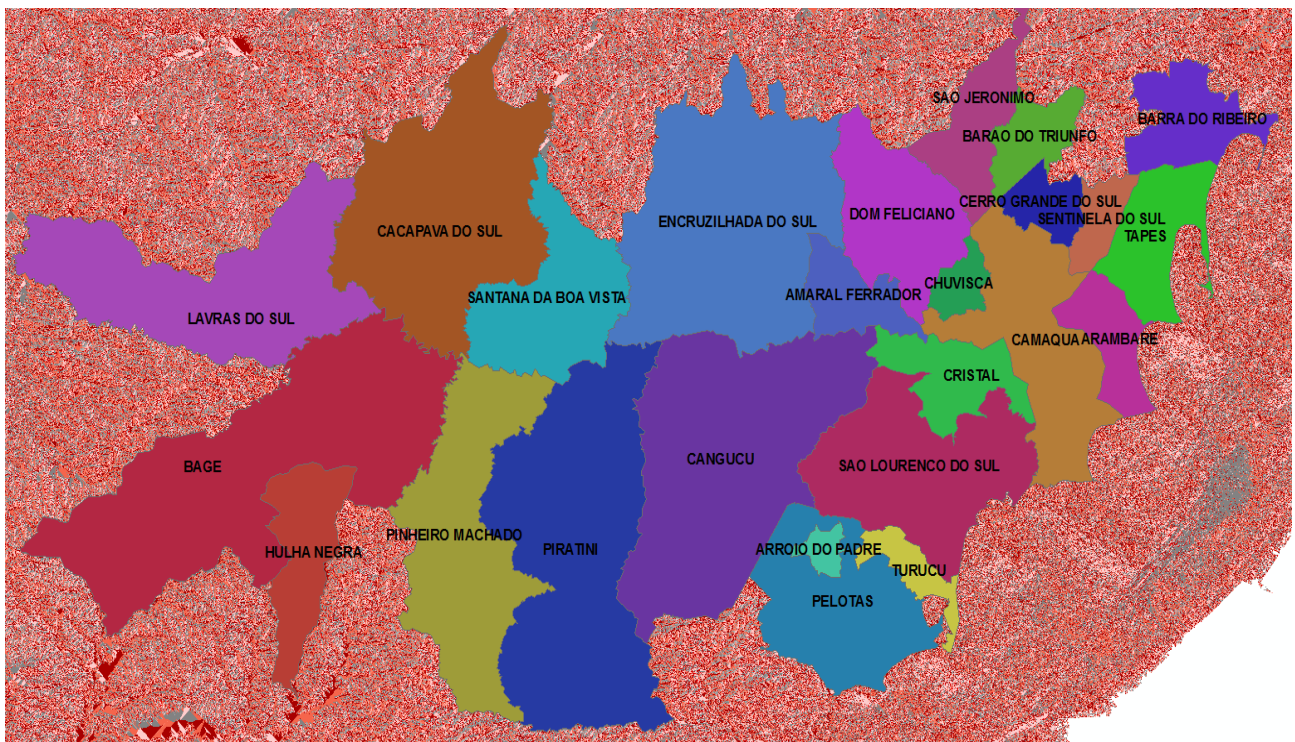 SAO JERONIMO
BARRA DO RIBEIRO
BARAO DO TRIUNFO
CERRO GRANDE DO SUL
DOM FELICIANO
SENTINELA DO SUL
ENCRUZILHADA DO SUL
CACAPAVA DO SUL
TAPES
CHUVISCA
AMARAL FERRADOR
SANTANA DA BOA VISTA
LAVRAS DO SUL
CAMAQUA
ARAMBARE
CRISTAL
CANGUCU
BAGE
SAO LOURENCO DO SUL
PINHEIRO MACHADO
PIRATINI
ARROIO DO PADRE
HULHA NEGRA
TURUCU
PELOTAS